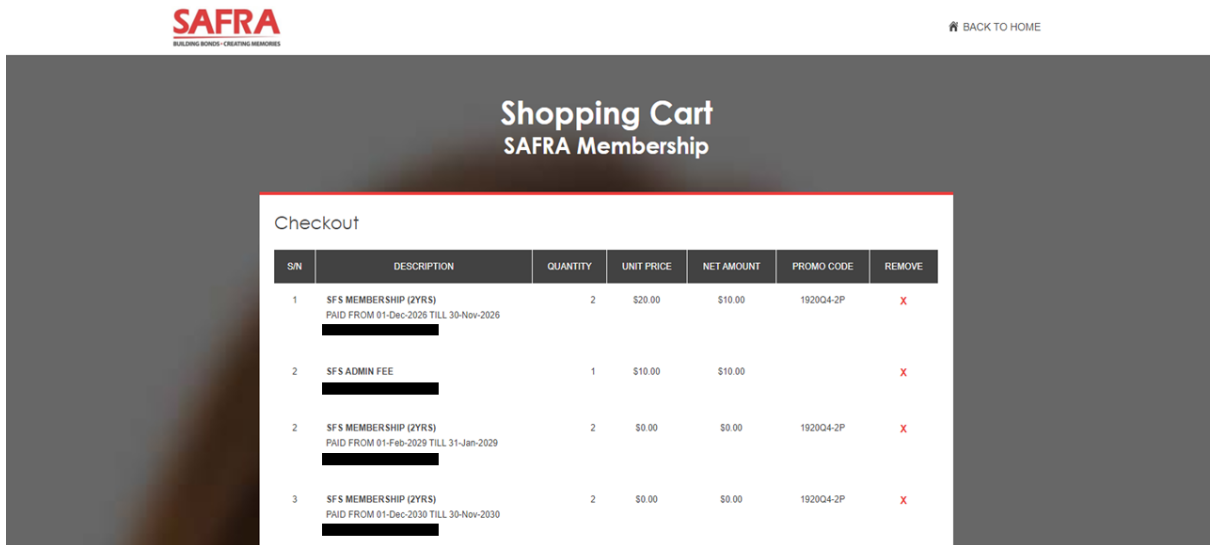 SAFRA
BUILDING BONDS • CREATING MEMORIES
BACK TO HOME
Shopping Cart
SAFRA Membership
Checkout
S/N DESCRIPTION QUANTITY UNIT PRICE NET AMOUNT PROMO CODE REMOVE
1 SFS MEMBERSHIP (2YRS) 2 $20.00 $10.00 1920Q4-2P X
PAID FROM 01-Dec-2026 TILL 30-Nov-2026
2 SFS ADMIN FEE 1 $10.00 $10.00 X
2 SFS MEMBERSHIP (2YRS) 2 $0.00 $0.00 1920Q4-2P X
PAID FROM 01-Feb-2029 TILL 31-Jan-2029
3 SFS MEMBERSHIP (2YRS) 2 $0.00 $0.00 1920Q4-2P X
PAID FROM 01-Dec-2030 TILL 30-Nov-2030